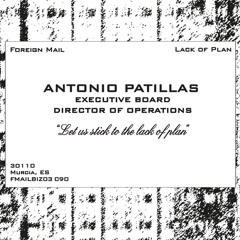 Foreign Mail
Lack of Plan
ANTONIO PATILLAS
EXECUTIVE BOARD
DIRECTOR OF OPERATIONS
"Let us stick to the lack of plan"
30110
Murcia, ES
FMAILBIZ03 090